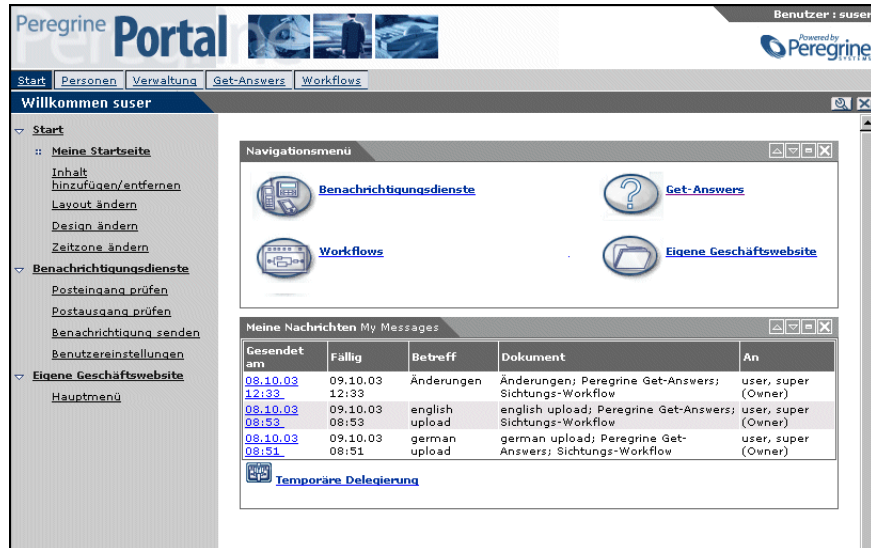 Peregrine Portal
Benutzer : suser
Powered by
Peregrine
SYSTEMS
Start Personen Verwaltung Get-Answers Workflows
Willkommen suser
Start
Meine Startseite
Inhalt
hinzufügen/entfernen
Layout ändern
Design ändern
Zeitzone ändern
Benachrichtigungsdienste
Posteingang prüfen
Postausgang prüfen
Benachrichtigung senden
Benutzereinstellungen
Eigene Geschäftswebsite
Hauptmenü
Navigationsmenü
Benachrichtigungsdienste Get-Answers
Workflows Eigene Geschäftswebsite
Meine Nachrichten My Messages
Gesendet am Fällig Betreff Dokument An
08.10.03 09.10.03 Änderungen Änderungen; Peregrine Get-Answers; user, super
12:33 12:33 Sichtungs-Workflow (Owner)
08.10.03 09.10.03 english english upload; Peregrine Get-Answers; user, super
08:53 08:53 upload Sichtungs-Workflow (Owner)
08.10.03 09.10.03 german german upload; Peregrine Get- user, super
08:51 08:51 upload Answers; Sichtungs-Workflow (Owner)
Temporäre Delegierung